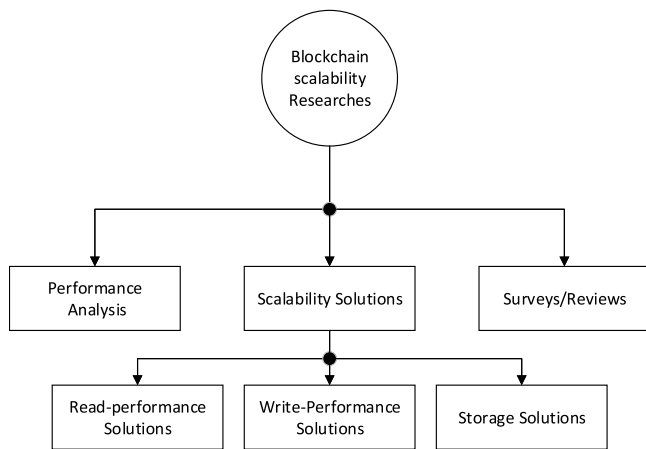 Blockchain
scalability
Researches
Performance
Analysis
Scalability Solutions
Surveys/Reviews
Read-performance
Solutions
Write-Performance
Solutions
Storage Solutions